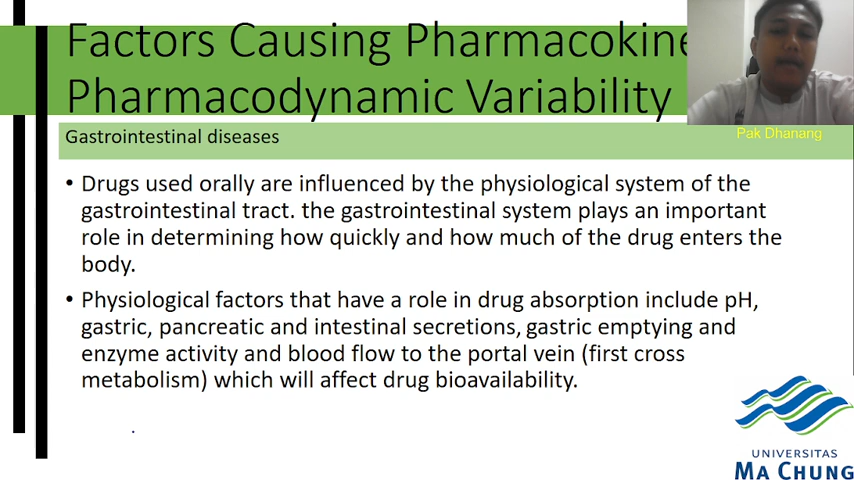 Factors Causing Pharmacokine
Pharmacodynamic Variability
Pak Dhanang
Gastrointestinal diseases
• Drugs used orally are influenced by the physiological system of the
gastrointestinal tract. the gastrointestinal system plays an important
role in determining how quickly and how much of the drug enters the
body.
• Physiological factors that have a role in drug absorption include pH,
gastric, pancreatic and intestinal secretions, gastric emptying and
enzyme activity and blood flow to the portal vein (first cross
metabolism) which will affect drug bioavailability.
.
UNIVERSITAS
MA CHUNG